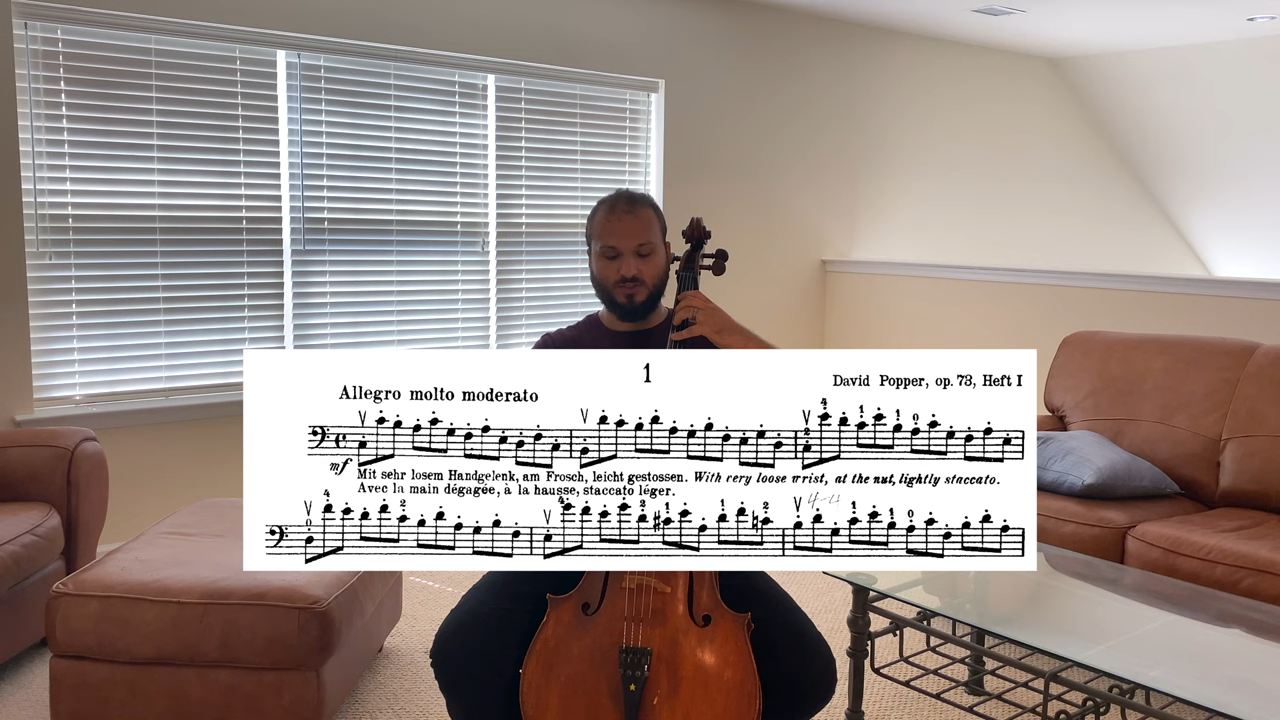 1
Allegro molto moderato
David Popper, op. 73, Heft I
mf
Mit sehr losem Handgelenk, am Frosch, leicht gestossen. With very loose wrist, at the nut, lightly staccato.
Avec la main dégagée, à la hausse, staccato léger.